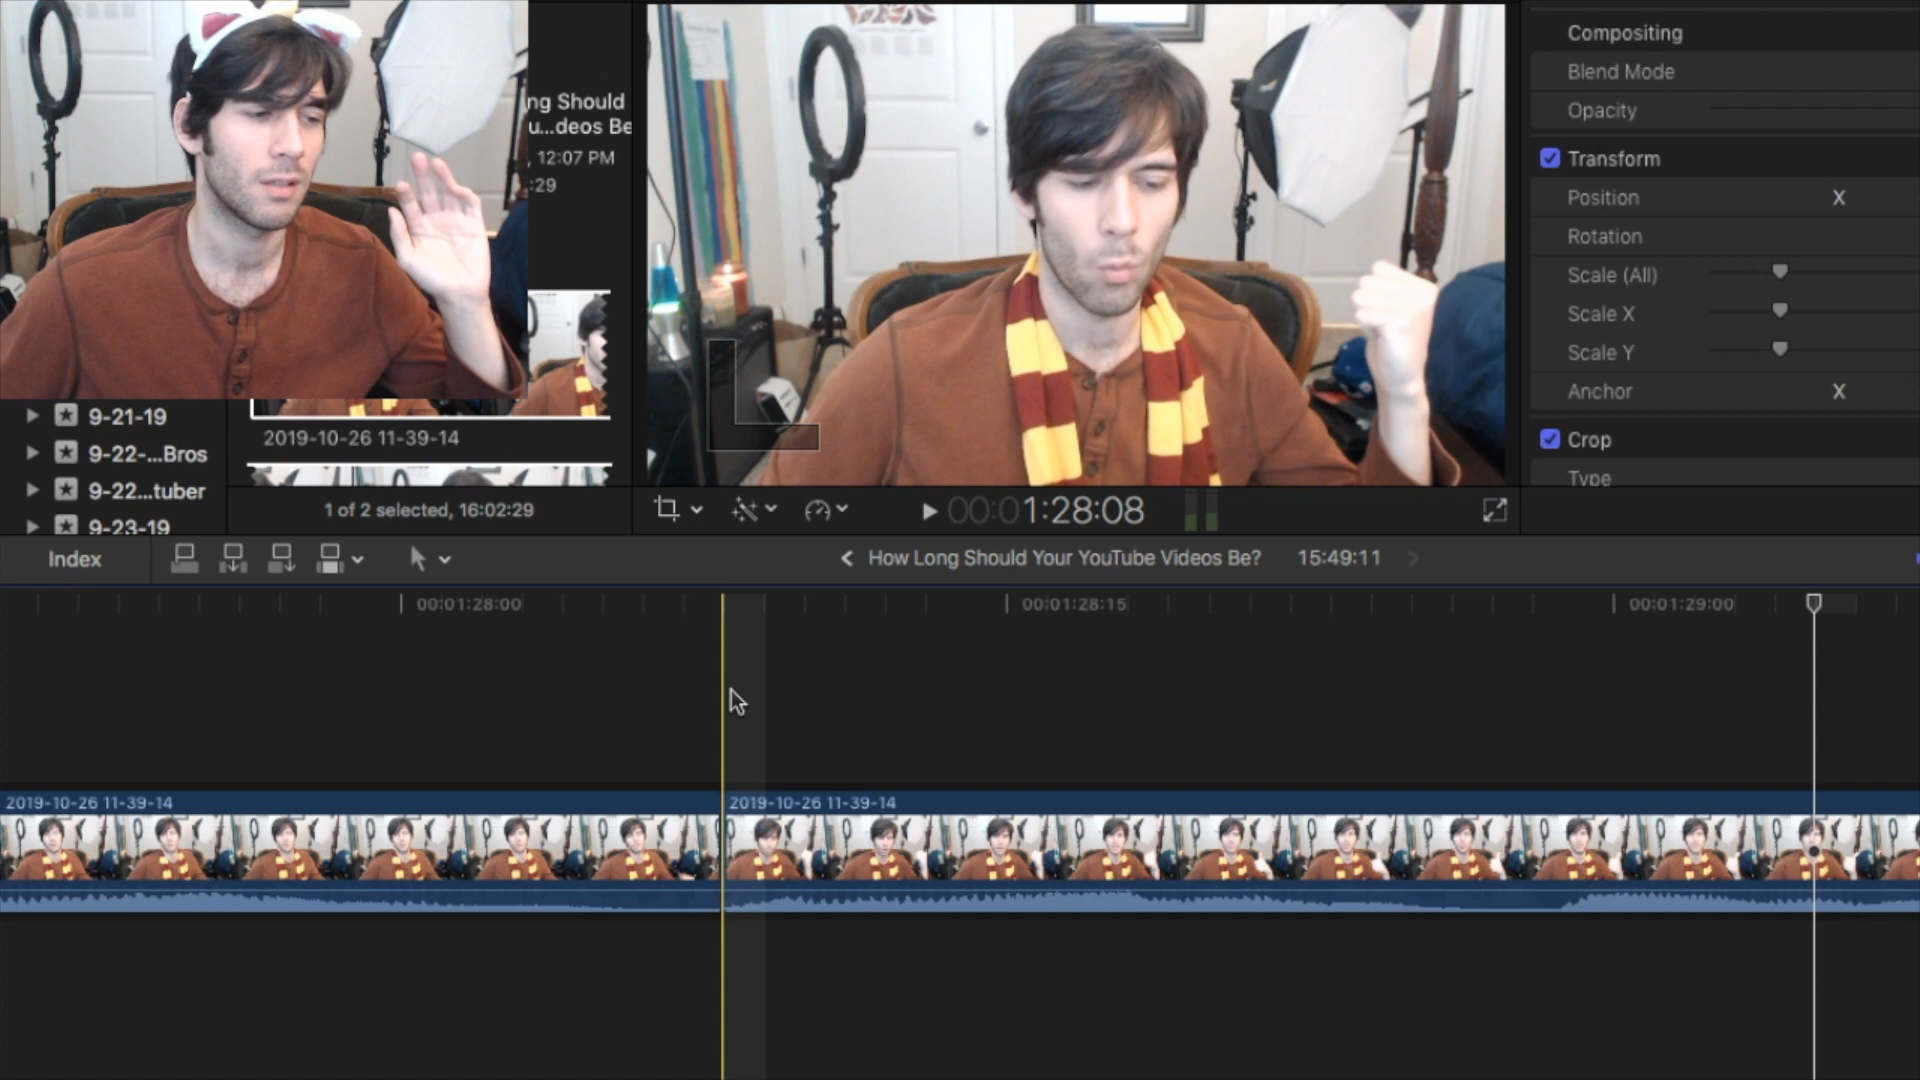 ng Should
u...deos Be
, 12:07 PM
:29
9-21-19
9-22-...Bros
9-22...tuber
9-23-19
2019-10-26 11-39-14
1 of 2 selected, 16:02:29
00:01:28:08
Compositing
Blend Mode
Opacity
Transform
Position X
Rotation
Scale (All)
Scale X
Scale Y
Anchor X
Crop
Type
Index
How Long Should Your YouTube Videos Be? 15:49:11
00:01:28:00 00:01:28:15 00:01:29:00
2019-10-26 11-39-14 2019-10-26 11-39-14